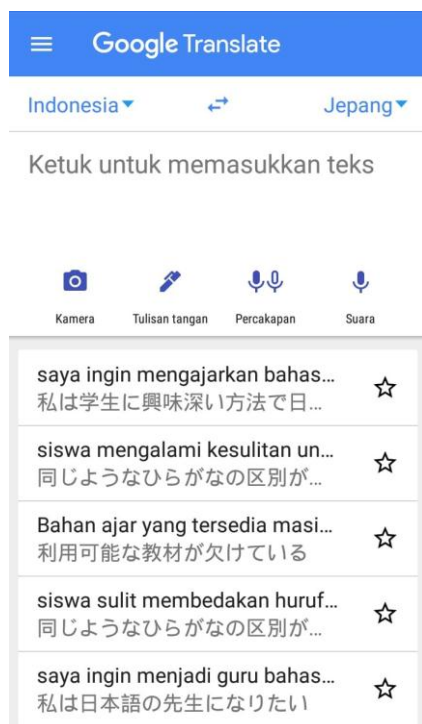 Google Translate
Indonesia Jepang
Ketuk untuk memasukkan teks
Kamera Tulisan tangan Percakapan Suara
saya ingin mengajarkan bahas...
私は学生に興味深い方法で日...
siswa mengalami kesulitan un...
同じようなひらがなの区別が...
Bahan ajar yang tersedia masi...
利用可能な教材が欠けている
siswa sulit membedakan huruf...
同じようなひらがなの区別が...
saya ingin menjadi guru bahas...
私は日本語の先生になりたい